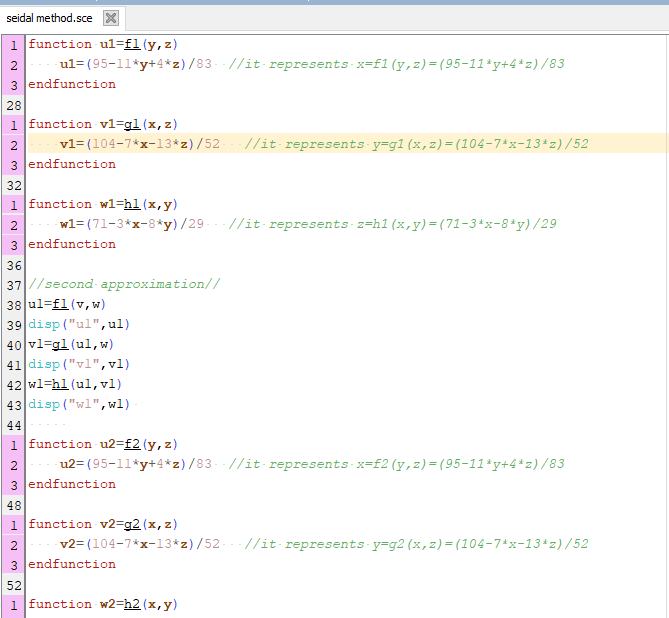 seidal method.sce
1 function u1=f1(y,z)
2 u1=(95-11*y+4*z)/83 //it represents x=f1(y,z)=(95-11*y+4*z)/83
3 endfunction
28
1 function v1=g1(x,z)
2 v1=(104-7*x-13*z)/52 //it represents y=g1(x,z)=(104-7*x-13*z)/52
3 endfunction
32
1 function w1=h1(x,y)
2 w1=(71-3*x-8*y)/29 //it represents z=h1(x,y)=(71-3*x-8*y)/29
3 endfunction
36
37 //second approximation//
38 u1=f1(v,w)
39 disp("u1",u1)
40 v1=g1(u1,w)
41 disp("v1",v1)
42 w1=h1(u1,v1)
43 disp("w1",w1)
44
1 function u2=f2(y,z)
2 u2=(95-11*y+4*z)/83 //it represents x=f2(y,z)=(95-11*y+4*z)/83
3 endfunction
48
1 function v2=g2(x,z)
2 v2=(104-7*x-13*z)/52 //it represents y=g2(x,z)=(104-7*x-13*z)/52
3 endfunction
52
1 function w2=h2(x,y)